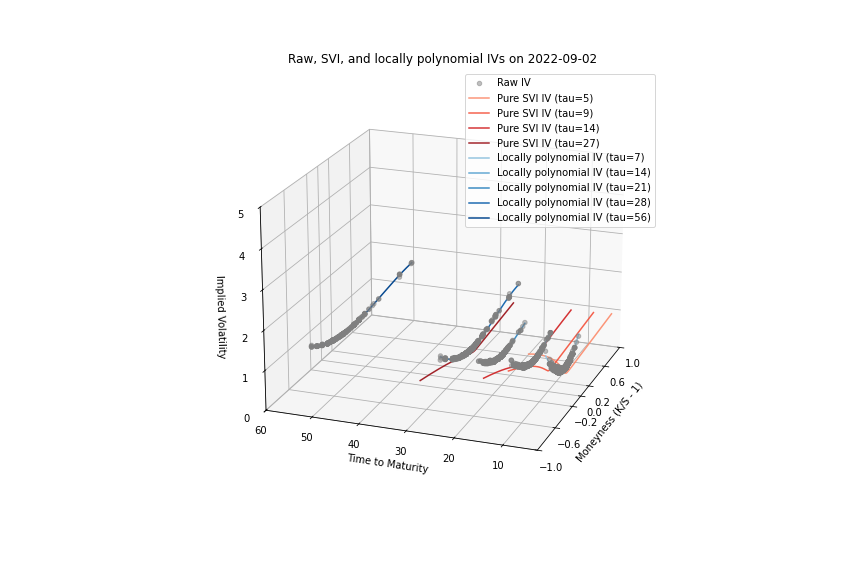 Raw, SVI, and locally polynomial IVs on 2022-09-02
Raw IV
Pure SVI IV (tau=5)
Pure SVI IV (tau=9)
Pure SVI IV (tau=14)
Pure SVI IV (tau=27)
Locally polynomial IV (tau=7)
Locally polynomial IV (tau=14)
Locally polynomial IV (tau=21)
Locally polynomial IV (tau=28)
Locally polynomial IV (tau=56)
5
4
3
2
1
0
Implied Volatility
60
50
40
30
20
10
Time to Maturity
−1.0
−0.6
−0.2
0.0
0.2
0.6
1.0
Moneyness (K/S - 1)